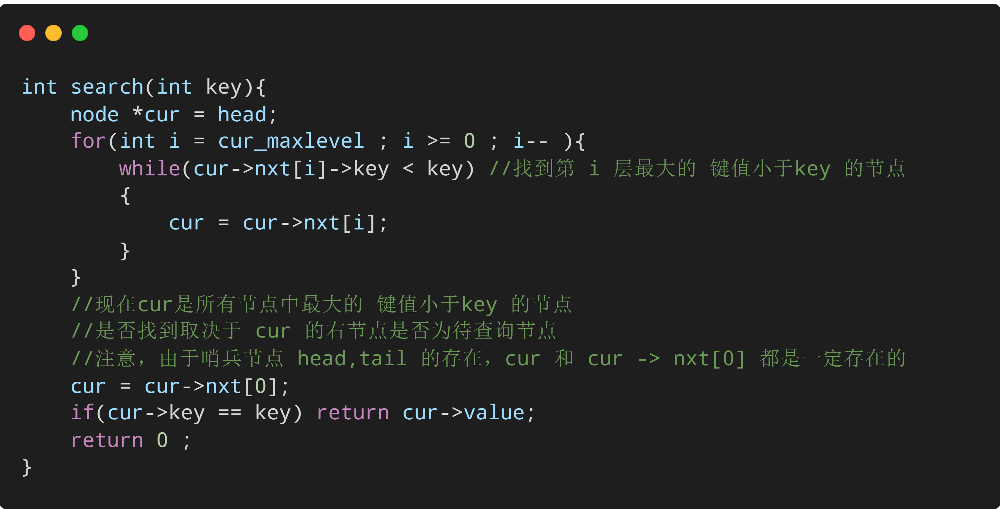 int search(int key){
    node *cur = head;
    for(int i = cur_maxlevel ; i >= 0 ; i-- ){
        while(cur->nxt[i]->key < key) //找到第 i 层最大的 键值小于key 的节点
        {
            cur = cur->nxt[i];
        }
    }
    //现在cur是所有节点中最大的 键值小于key 的节点
    //是否找到取决于 cur 的右节点是否为待查询节点
    //注意，由于哨兵节点 head,tail 的存在，cur 和 cur -> nxt[0] 都是一定存在的
    cur = cur->nxt[0];
    if(cur->key == key) return cur->value;
    return 0 ;
}